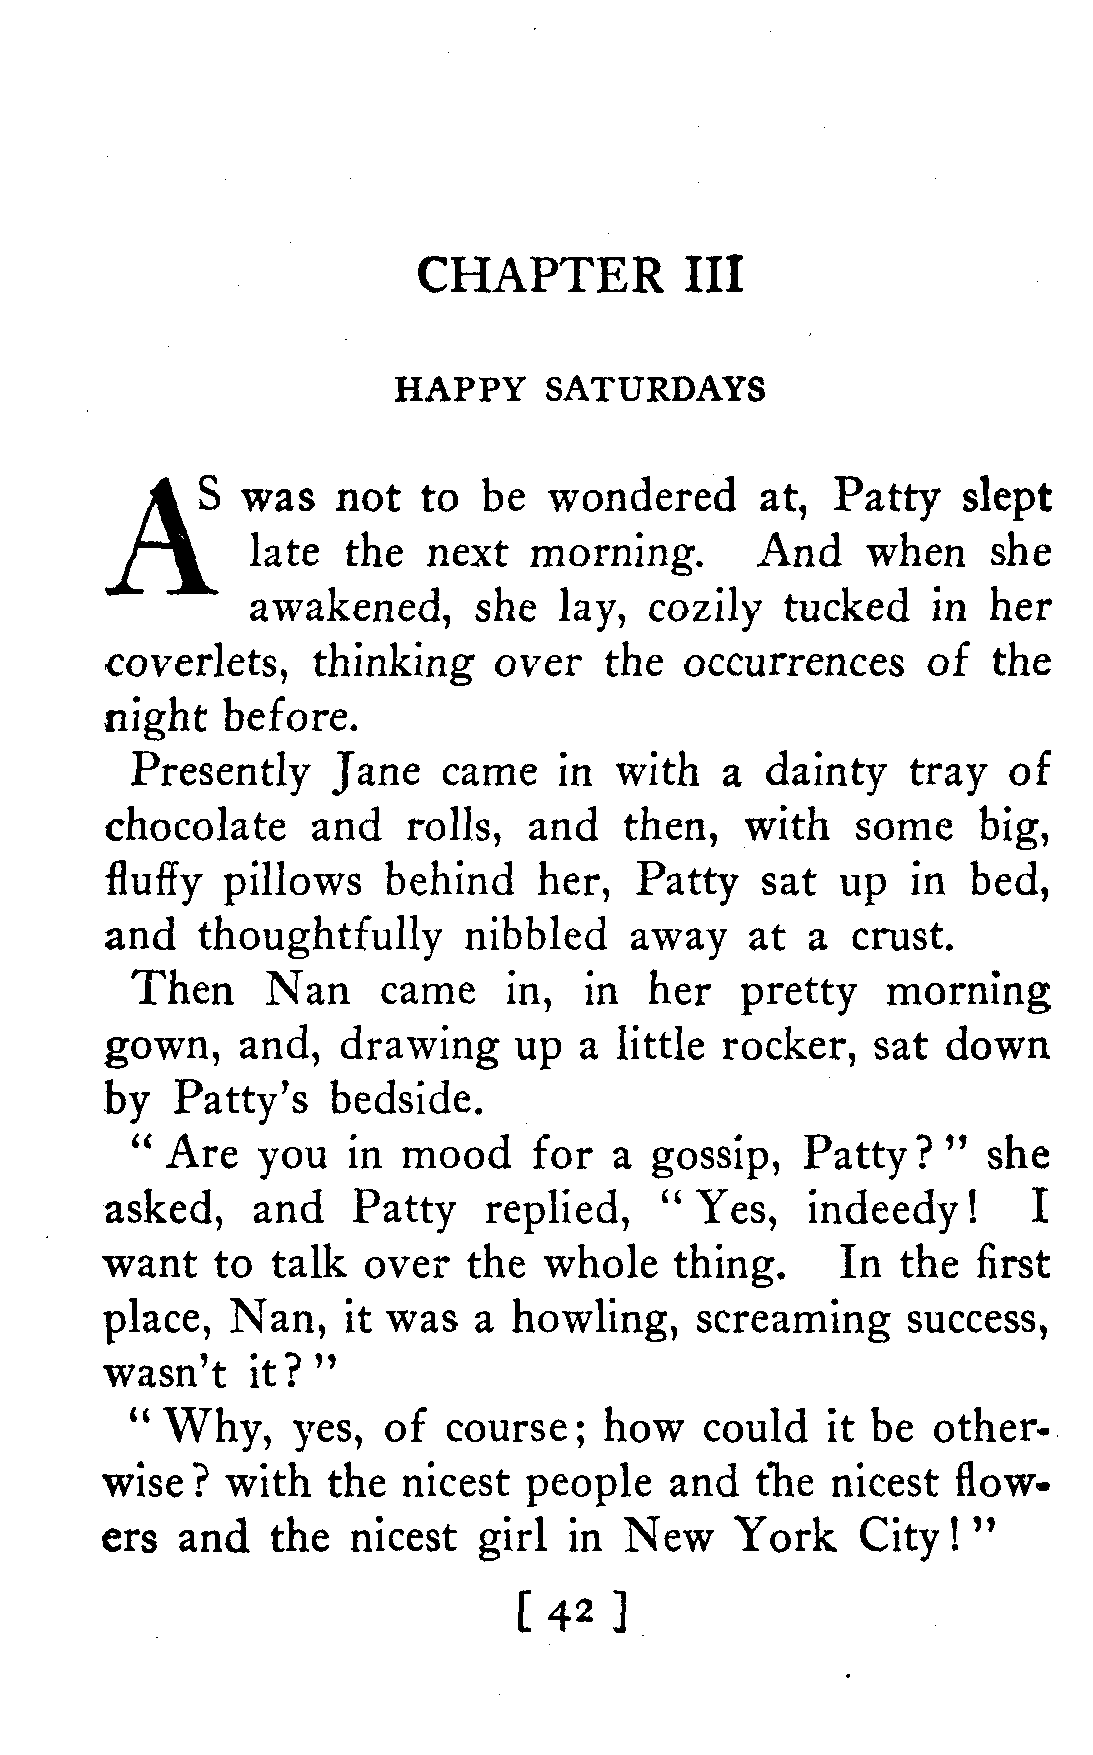 CHAPTER III
HAPPY SATURDAYS
AS was not to be wondered at, Patty slept
late the next morning. And when she
awakened, she lay, cozily tucked in her
coverlets, thinking over the occurrences of the
night before.
Presently Jane came in with a dainty tray of
chocolate and rolls, and then, with some big,
fluffy pillows behind her, Patty sat up in bed,
and thoughtfully nibbled away at a crust.
Then Nan came in, in her pretty morning
gown, and, drawing up a little rocker, sat down
by Patty's bedside.
" Are you in mood for a gossip, Patty? " she
asked, and Patty replied, " Yes, indeedy! I
want to talk over the whole thing. In the first
place, Nan, it was a howling, screaming success,
wasn't it? "
" Why, yes, of course; how could it be other-
wise? with the nicest people and the nicest flow-
ers and the nicest girl in New York City! "
[ 42 ]